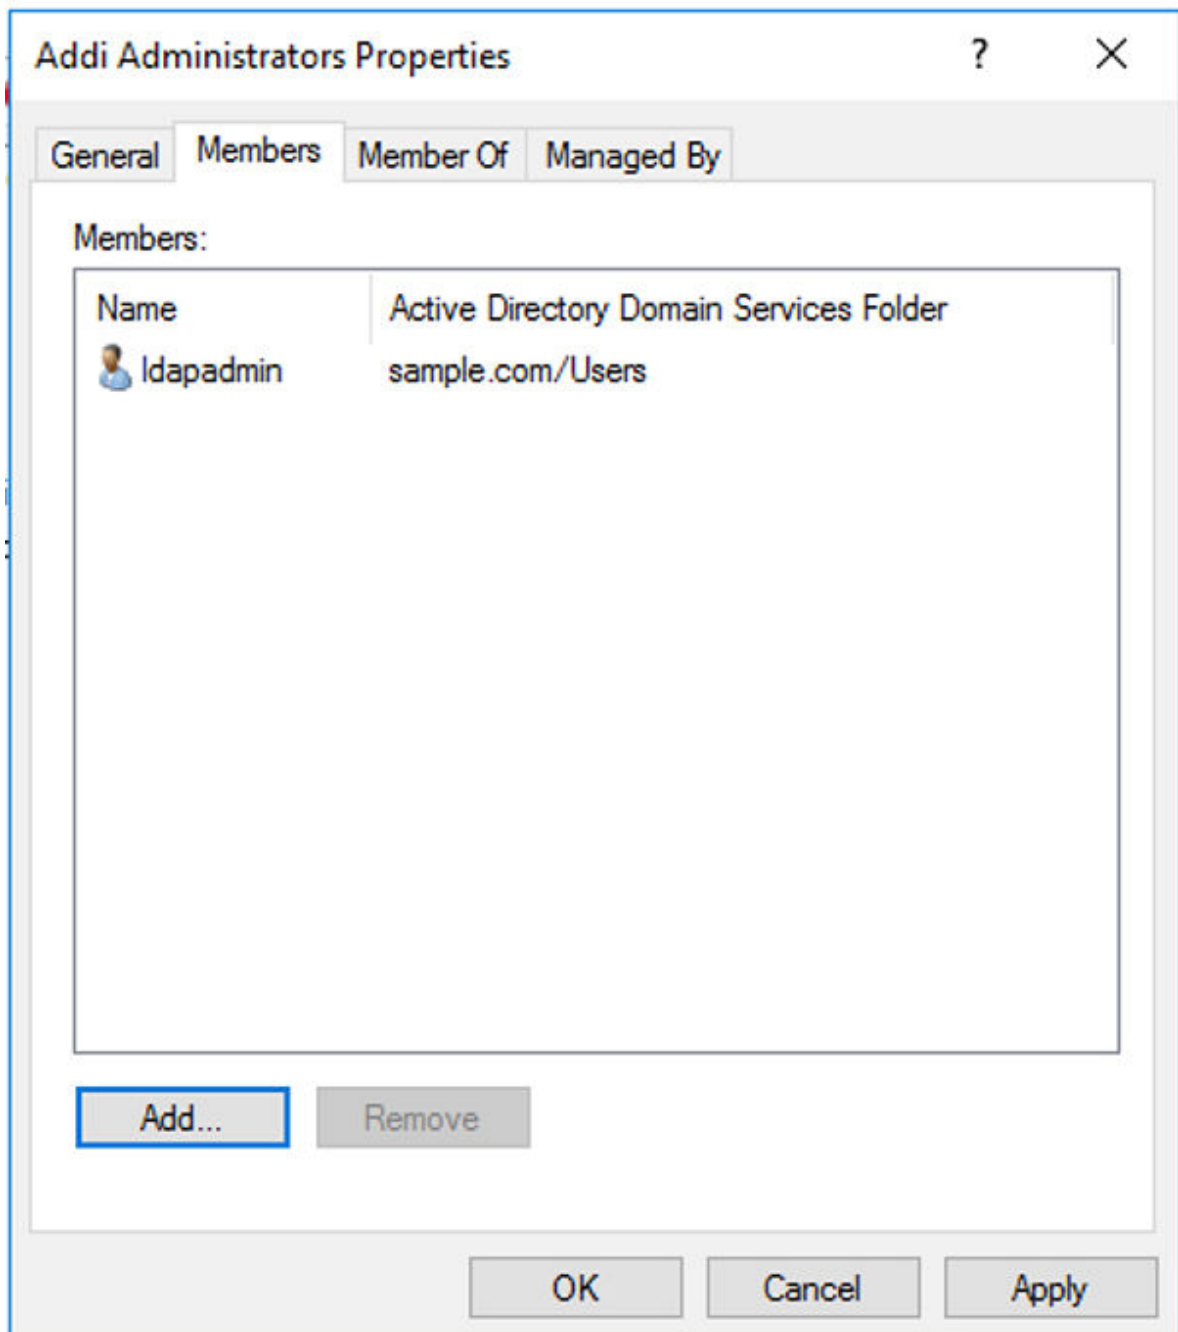 Addi Administrators Properties ?
General Members Member Of Managed By
Members:
Name Active Directory Domain Services Folder
ldapadmin sample.com/Users
Add... Remove
OK Cancel Apply